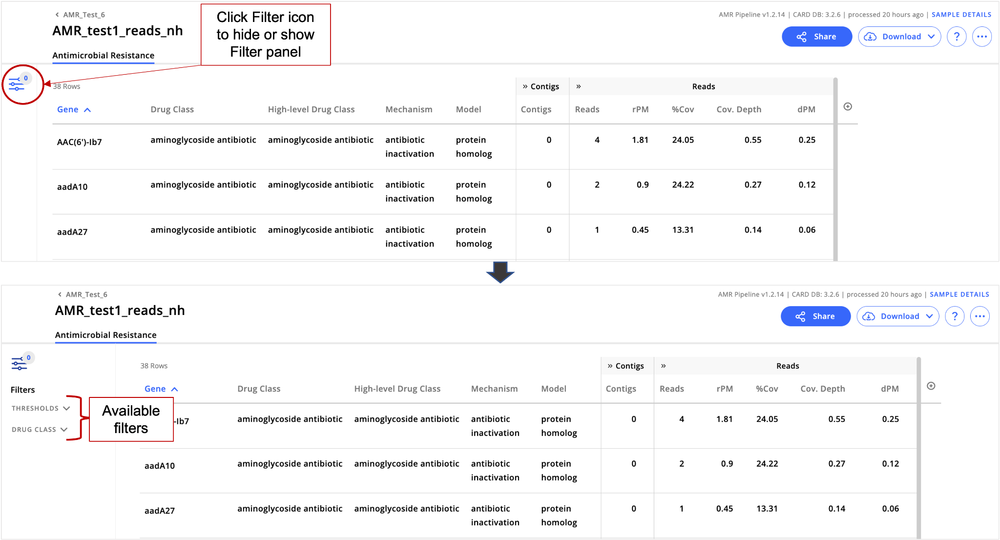 AMR_Test_6
AMR_test1_reads_nh
Antimicrobial Resistance
Click Filter icon
to hide or show
Filter panel
AMR Pipeline v1.2.14 | CARD DB: 3.2.6 | processed 20 hours ago | SAMPLE DETAILS
Share Download ? ...
0
38 Rows
» Contigs » Reads
Gene Drug Class High-level Drug Class Mechanism Model Contigs Reads rPM %Cov Cov. Depth dPM
AAC(6')-Ib7 aminoglycoside antibiotic aminoglycoside antibiotic antibiotic inactivation protein homolog 0 4 1.81 24.05 0.55 0.25
aadA10 aminoglycoside antibiotic aminoglycoside antibiotic antibiotic inactivation protein homolog 0 2 0.9 24.22 0.27 0.12
aadA27 aminoglycoside antibiotic aminoglycoside antibiotic antibiotic inactivation protein homolog 0 1 0.45 13.31 0.14 0.06
AMR_Test_6
AMR_test1_reads_nh
Antimicrobial Resistance
AMR Pipeline v1.2.14 | CARD DB: 3.2.6 | processed 20 hours ago | SAMPLE DETAILS
Share Download ? ...
0
Filters
THRESHOLDS
DRUG CLASS
Available
filters
38 Rows
» Contigs » Reads
Gene Drug Class High-level Drug Class Mechanism Model Contigs Reads rPM %Cov Cov. Depth dPM
-Ib7 aminoglycoside antibiotic aminoglycoside antibiotic antibiotic inactivation protein homolog 0 4 1.81 24.05 0.55 0.25
aadA10 aminoglycoside antibiotic aminoglycoside antibiotic antibiotic inactivation protein homolog 0 2 0.9 24.22 0.27 0.12
aadA27 aminoglycoside antibiotic aminoglycoside antibiotic antibiotic inactivation protein homolog 0 1 0.45 13.31 0.14 0.06